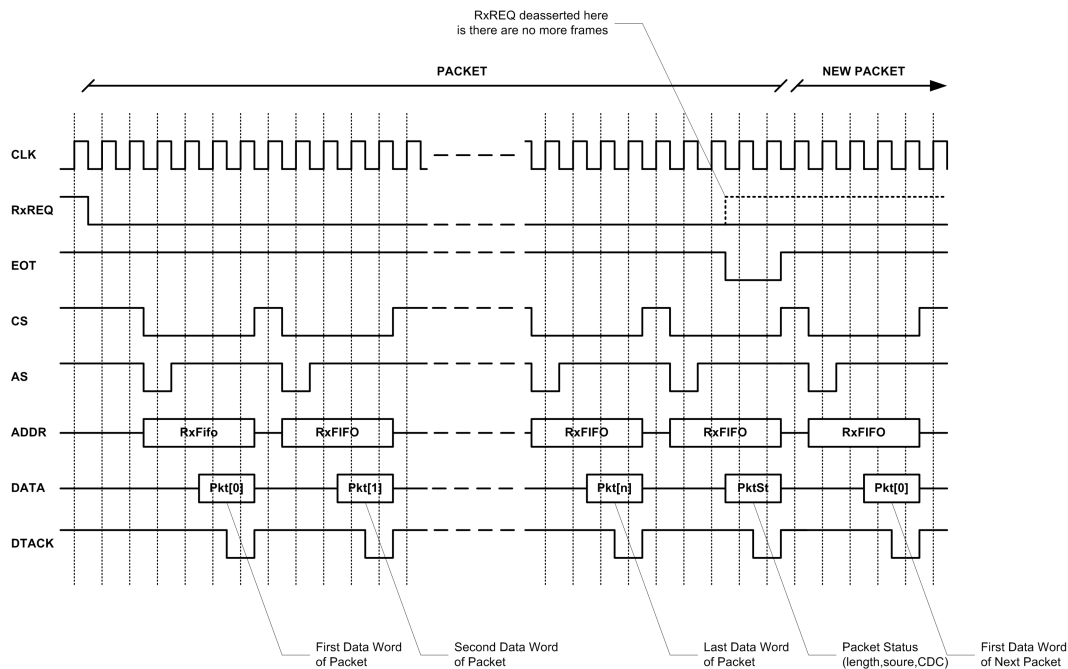 RxREQ deasserted here
is there are no more frames
PACKET
NEW PACKET
CLK
RxREQ
EOT
CS
AS
ADDR
RxFifo
RxFIFO
RxFIFO
RxFIFO
RxFIFO
DATA
Pkt[0]
Pkt[1]
Pkt[n]
PktSt
Pkt[0]
DTACK
First Data Word
of Packet
Second Data Word
of Packet
Last Data Word
of Packet
Packet Status
(length,soure,CDC)
First Data Word
of Next Packet